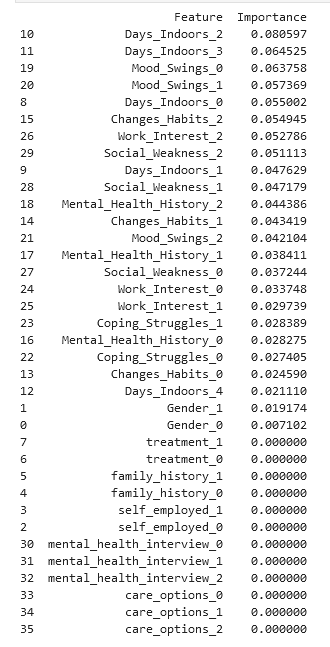 Feature Importance
10 Days_Indoors_2 0.080597
11 Days_Indoors_3 0.064525
19 Mood_Swings_0 0.063758
20 Mood_Swings_1 0.057369
8 Days_Indoors_0 0.055002
15 Changes_Habits_2 0.054945
26 Work_Interest_2 0.052786
29 Social_Weakness_2 0.051113
9 Days_Indoors_1 0.047629
28 Social_Weakness_1 0.047179
18 Mental_Health_History_2 0.044386
14 Changes_Habits_1 0.043419
21 Mood_Swings_2 0.042104
17 Mental_Health_History_1 0.038411
27 Social_Weakness_0 0.037244
24 Work_Interest_0 0.033748
25 Work_Interest_1 0.029739
23 Coping_Struggles_1 0.028389
16 Mental_Health_History_0 0.028275
22 Coping_Struggles_0 0.027405
13 Changes_Habits_0 0.024590
12 Days_Indoors_4 0.021110
1 Gender_1 0.019174
0 Gender_0 0.007102
7 treatment_1 0.000000
6 treatment_0 0.000000
5 family_history_1 0.000000
4 family_history_0 0.000000
3 self_employed_1 0.000000
2 self_employed_0 0.000000
30 mental_health_interview_0 0.000000
31 mental_health_interview_1 0.000000
32 mental_health_interview_2 0.000000
33 care_options_0 0.000000
34 care_options_1 0.000000
35 care_options_2 0.000000